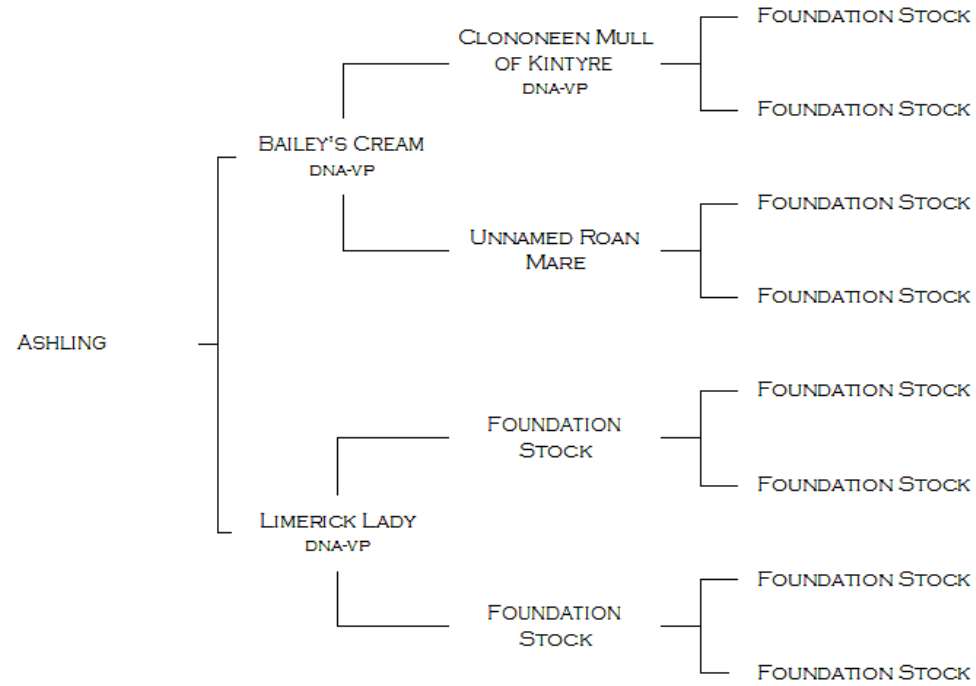 Foundation Stock
Clononeen Mull
of Kintyre
DNA-VP
Foundation Stock
Bailey's Cream
DNA-VP
Foundation Stock
Unnamed Roan
Mare
Foundation Stock
Ashling
Foundation Stock
Foundation
Stock
Foundation Stock
Limerick Lady
DNA-VP
Foundation Stock
Foundation
Stock
Foundation Stock